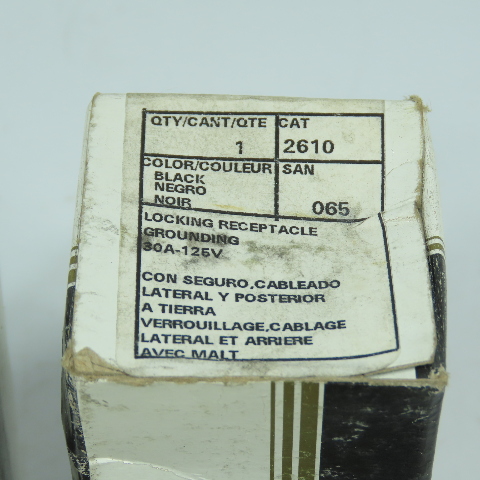 QTY/CANT/QTE CAT
1 2610
COLOR/COULEUR SAN
BLACK
NEGRO
NOIR 065
LOCKING RECEPTACLE
GROUNDING
30A-125V
CON SEGURO,CABLEADO
LATERAL Y POSTERIOR
A TIERRA
VERROUILLAGE,CABLAGE
LATERAL ET ARRIERE
AVEC MALT